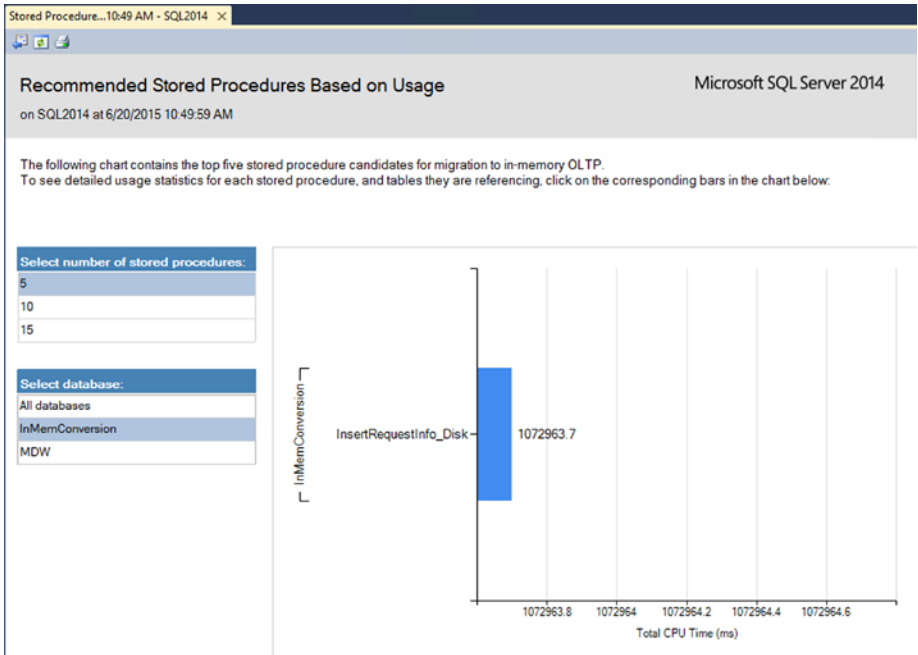 Stored Procedure...10:49 AM - SQL2014 ×
Recommended Stored Procedures Based on Usage
Microsoft SQL Server 2014
on SQL2014 at 6/20/2015 10:49:59 AM
The following chart contains the top five stored procedure candidates for migration to in-memory OLTP.
To see detailed usage statistics for each stored procedure, and tables they are referencing, click on the corresponding bars in the chart below:
Select number of stored procedures:
5
10
15
Select database:
All databases
InMemConversion
MDW
InMemConversion
InsertRequestInfo_Disk
1072963.7
1072963.8 1072964 1072964.2 1072964.4 1072964.6
Total CPU Time (ms)